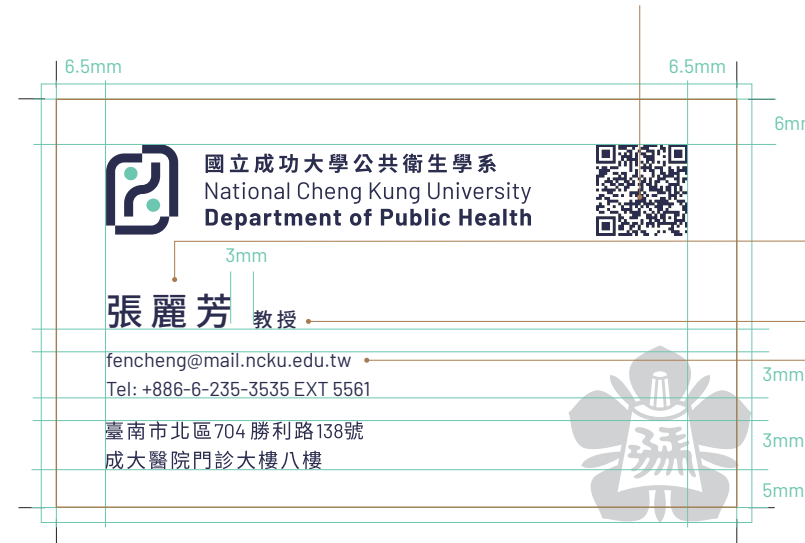 6.5mm
6.5mm
國立成功大學公共衛生學系
National Cheng Kung University
Department of Public Health
3mm
張麗芳 教授
fencheng@mail.ncku.edu.tw
Tel: +886-6-235-3535 EXT 5561
3mm
臺南市北區704 勝利路138號
成大醫院門診大樓八樓
3mm
5mm